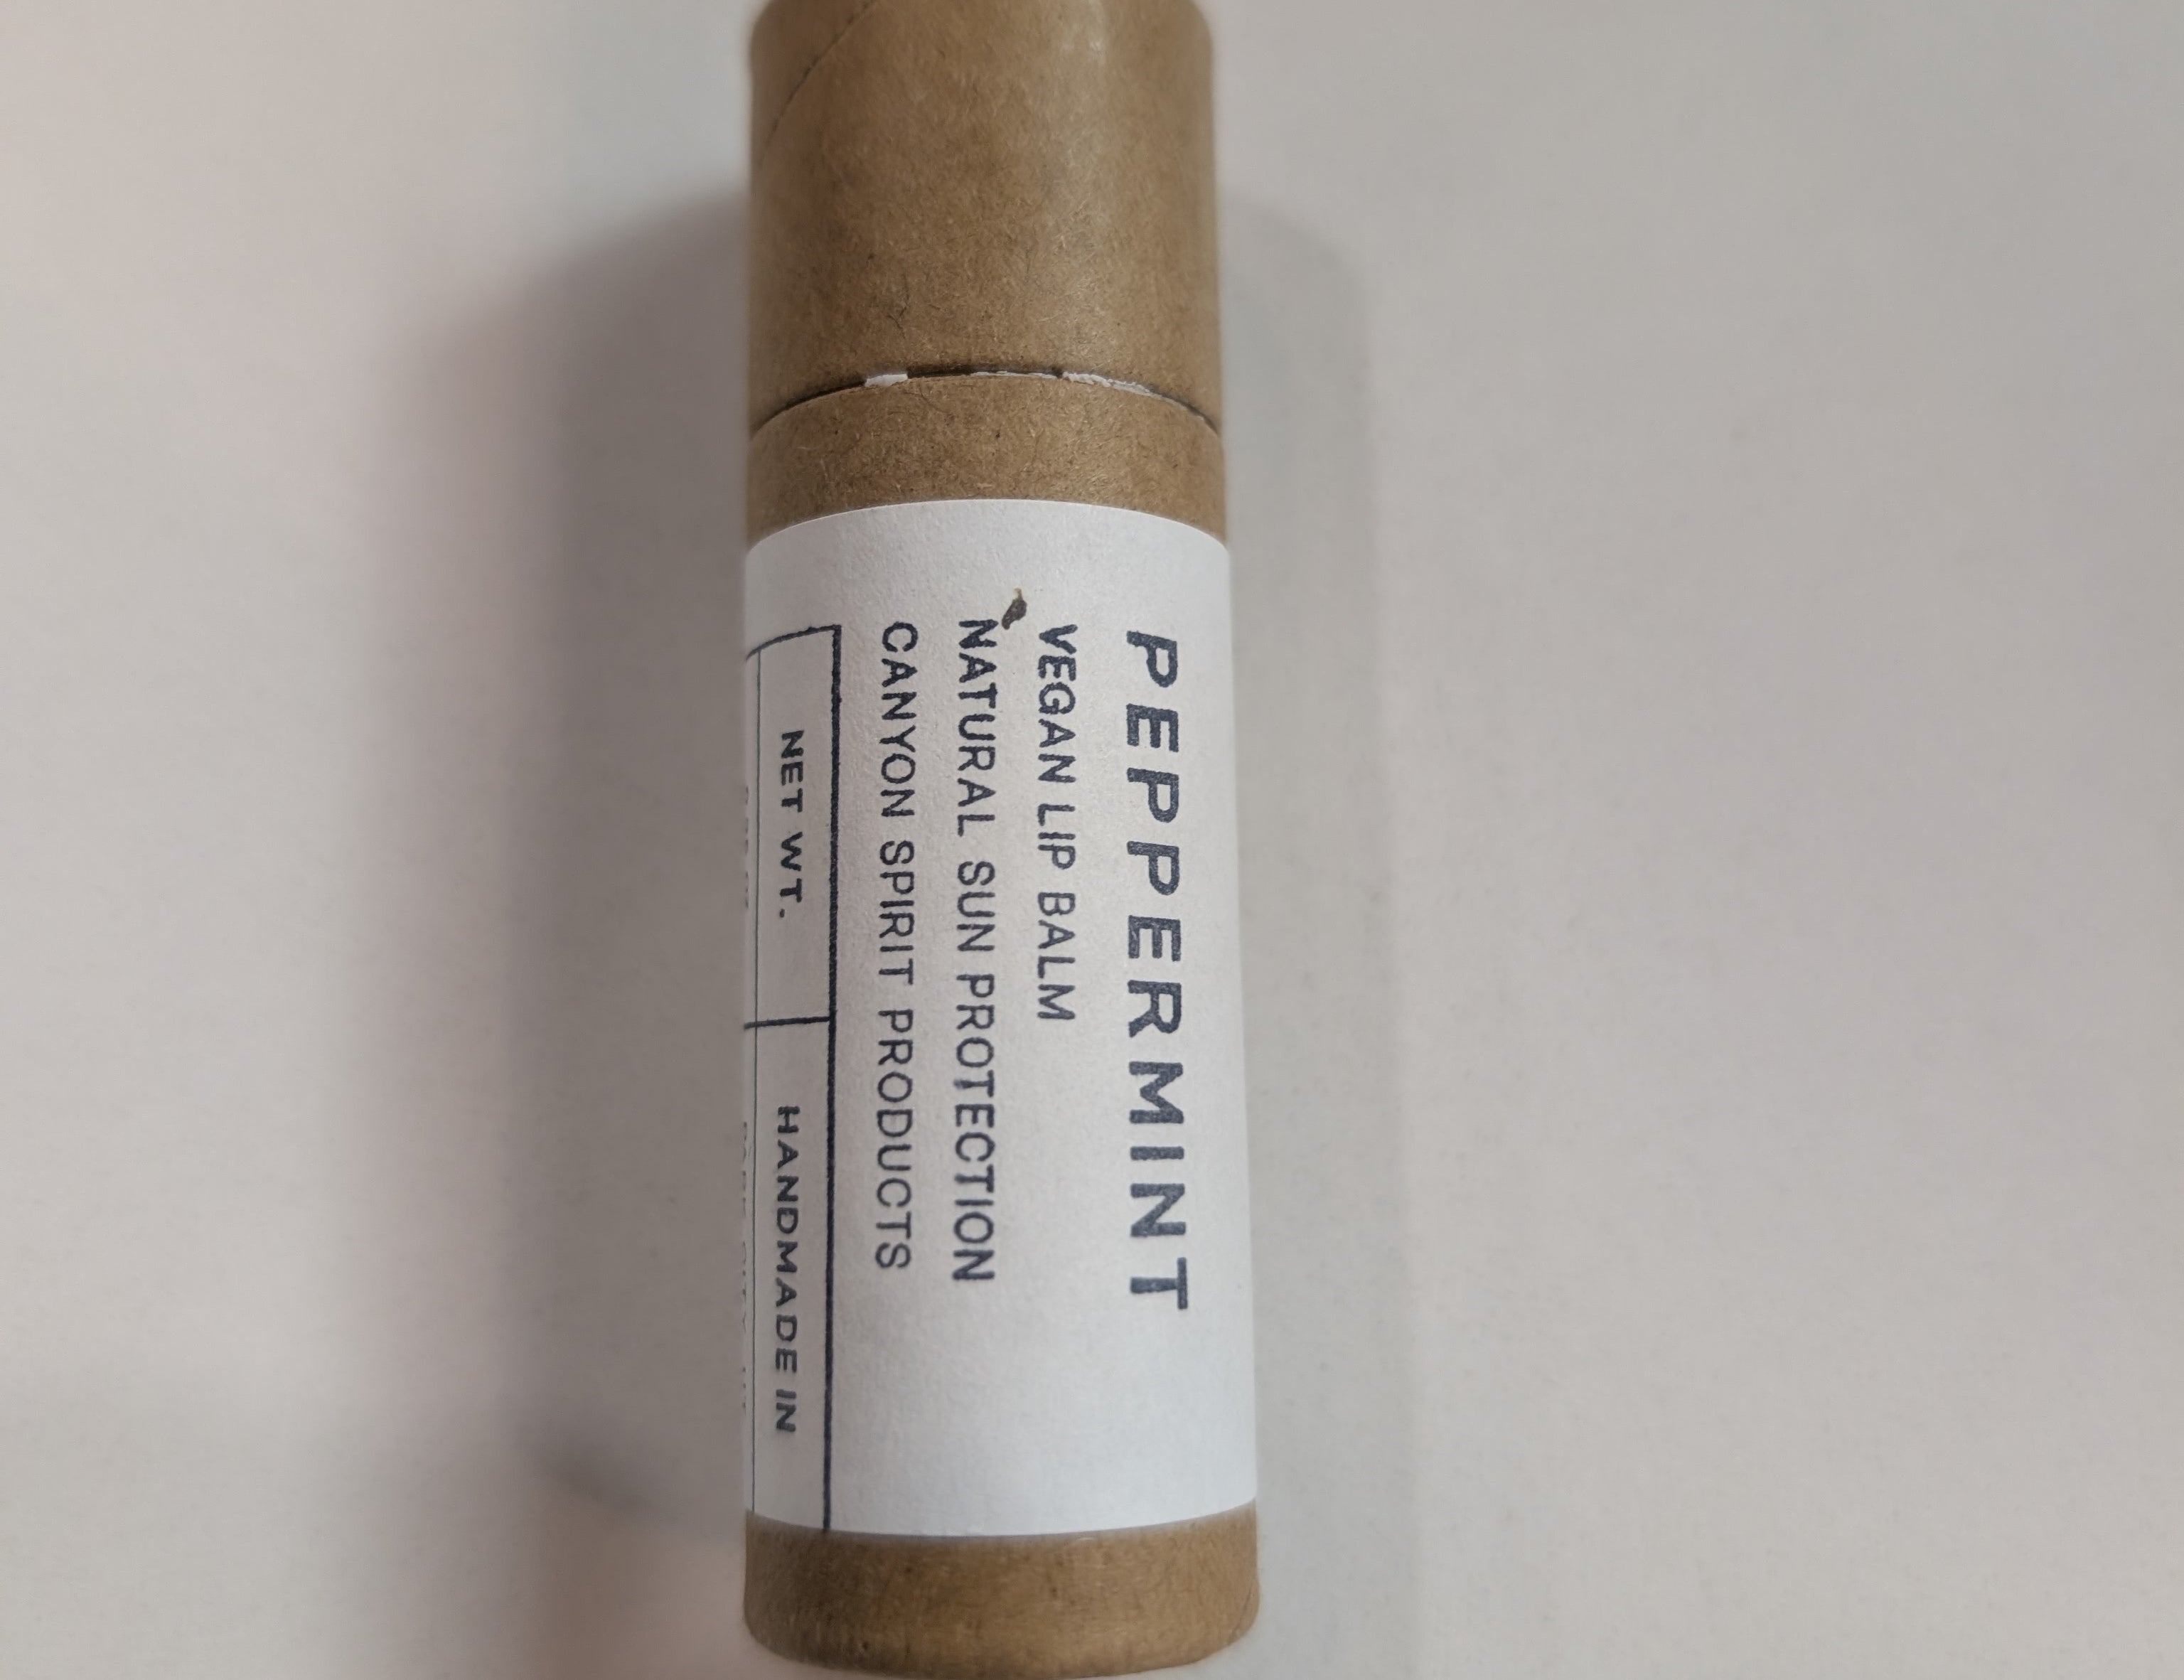 PEPPERMINT
VEGAN LIP BALM
NATURAL SUN PROTECTION
CANYON SPIRIT PRODUCTS
NET WT.
HANDMADE IN